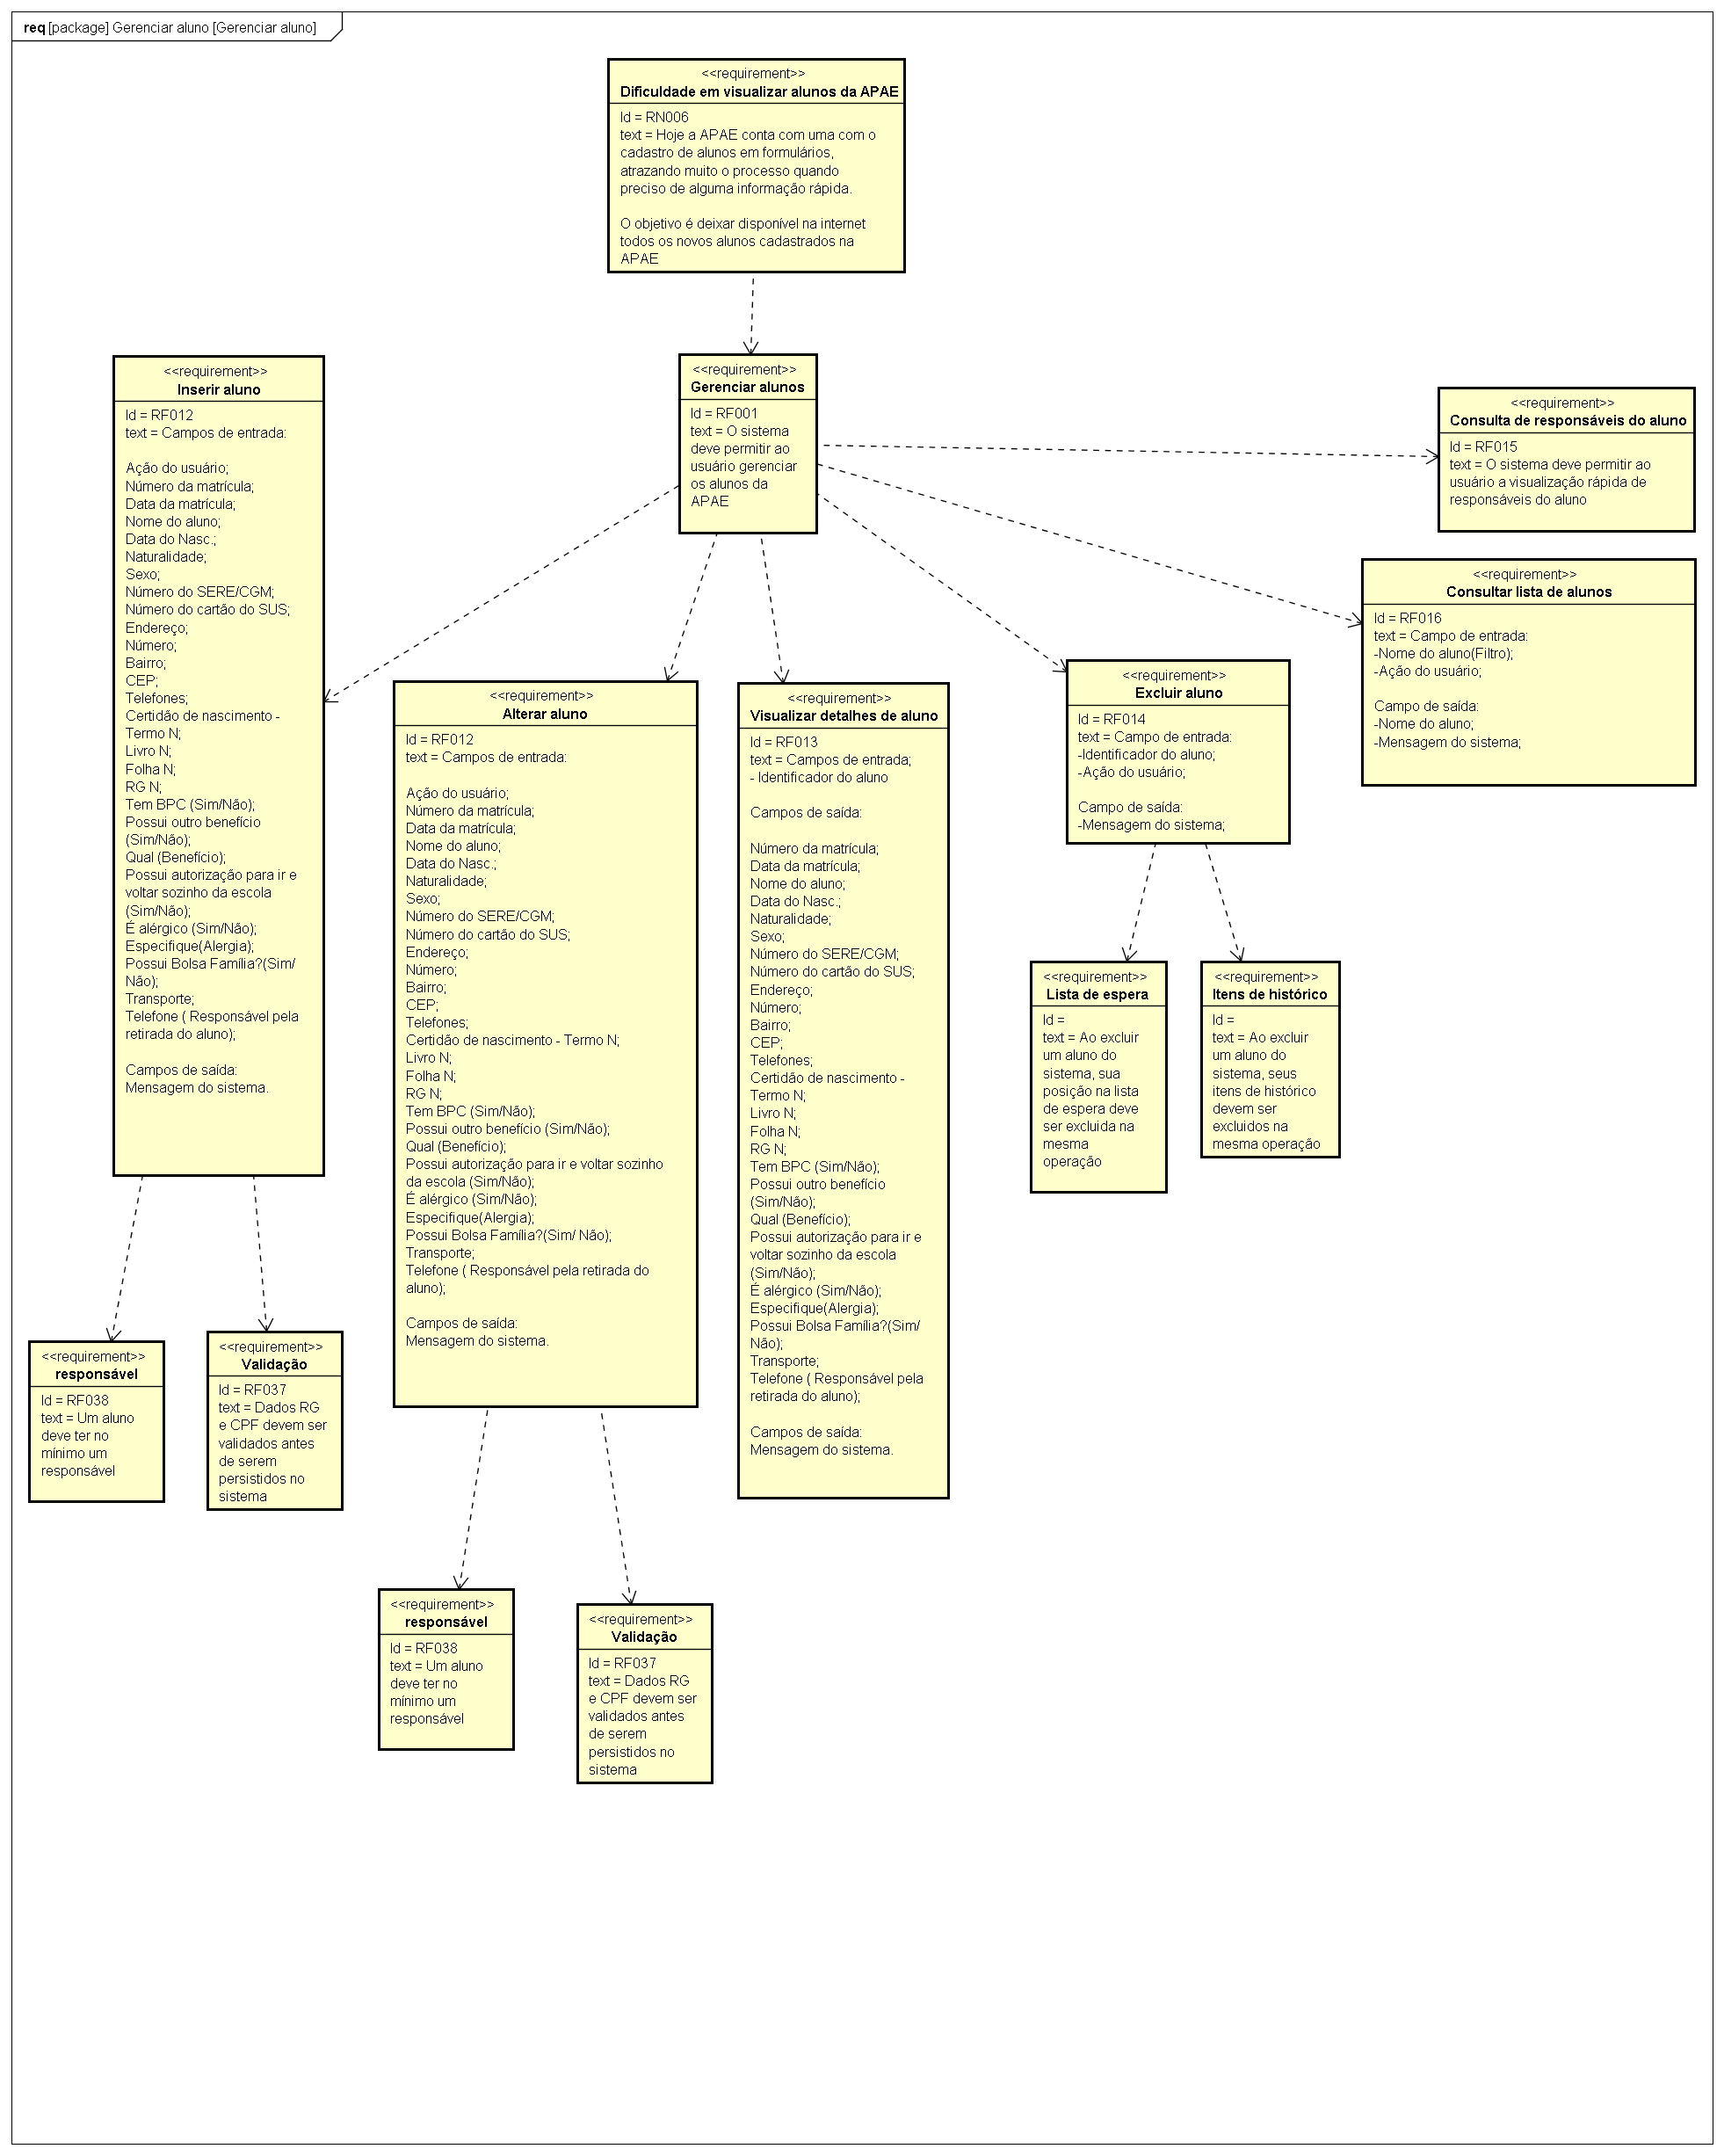 req [package] Gerenciar aluno [Gerenciar aluno]
<<requirement>>
Dificuldade em visualizar alunos da APAE
Id = RN006
text = Hoje a APAE conta com uma com o
cadastro de alunos em formulários,
atrazando muito o processo quando
preciso de alguma informação rápida.
O objetivo é deixar disponível na internet
todos os novos alunos cadastrados na
APAE
<<requirement>>
Gerenciar alunos
Id = RF001
text = O sistema
deve permitir ao
usuário gerenciar
os alunos da
APAE
<<requirement>>
Inserir aluno
Id = RF012
text = Campos de entrada:
Ação do usuário;
Número da matrícula;
Data da matrícula;
Nome do aluno;
Data do Nasc.;
Naturalidade;
Sexo;
Número do SERE/CGM;
Número do cartão do SUS;
Endereço;
Número;
Bairro;
CEP;
Telefones;
Certidão de nascimento -
Termo N;
Livro N;
Folha N;
RG N;
Tem BPC (Sim/Não);
Possui outro benefício
(Sim/Não);
Qual (Benefício);
Possui autorização para ir e
voltar sozinho da escola
(Sim/Não);
É alérgico (Sim/Não);
Especifique(Alergia);
Possui Bolsa Família?(Sim/
Não);
Transporte;
Telefone ( Responsável pela
retirada do aluno);
Campos de saída:
Mensagem do sistema.
<<requirement>>
Consulta de responsáveis do aluno
Id = RF015
text = O sistema deve permitir ao
usuário a visualização rápida de
responsáveis do aluno
<<requirement>>
Consultar lista de alunos
Id = RF016
text = Campo de entrada:
-Nome do aluno(Filtro);
-Ação do usuário;
Campo de saída:
-Nome do aluno;
-Mensagem do sistema;
<<requirement>>
Alterar aluno
Id = RF012
text = Campos de entrada:
Ação do usuário;
Número da matrícula;
Data da matrícula;
Nome do aluno;
Data do Nasc.;
Naturalidade;
Sexo;
Número do SERE/CGM;
Número do cartão do SUS;
Endereço;
Número;
Bairro;
CEP;
Telefones;
Certidão de nascimento - Termo N;
Livro N;
Folha N;
RG N;
Tem BPC (Sim/Não);
Possui outro benefício (Sim/Não);
Qual (Benefício);
Possui autorização para ir e voltar sozinho
da escola (Sim/Não);
É alérgico (Sim/Não);
Especifique(Alergia);
Possui Bolsa Família?(Sim/ Não);
Transporte;
Telefone ( Responsável pela retirada do
aluno);
Campos de saída:
Mensagem do sistema.
<<requirement>>
Visualizar detalhes de aluno
Id = RF013
text = Campos de entrada;
- Identificador do aluno
Campos de saída:
Número da matrícula;
Data da matrícula;
Nome do aluno;
Data do Nasc.;
Naturalidade;
Sexo;
Número do SERE/CGM;
Número do cartão do SUS;
Endereço;
Número;
Bairro;
CEP;
Telefones;
Certidão de nascimento -
Termo N;
Livro N;
Folha N;
RG N;
Tem BPC (Sim/Não);
Possui outro benefício
(Sim/Não);
Qual (Benefício);
Possui autorização para ir e
voltar sozinho da escola
(Sim/Não);
É alérgico (Sim/Não);
Especifique(Alergia);
Possui Bolsa Família?(Sim/
Não);
Transporte;
Telefone ( Responsável pela
retirada do aluno);
Campos de saída:
Mensagem do sistema.
<<requirement>>
Excluir aluno
Id = RF014
text = Campo de entrada:
-Identificador do aluno;
-Ação do usuário;
Campo de saída:
-Mensagem do sistema;
<<requirement>>
Lista de espera
Id =
text = Ao excluir
um aluno do
sistema, sua
posição na lista
de espera deve
ser excluida na
mesma
operação
<<requirement>>
Itens de histórico
Id =
text = Ao excluir
um aluno do
sistema, seus
itens de histórico
devem ser
excluidos na
mesma operação
<<requirement>>
responsável
Id = RF038
text = Um aluno
deve ter no
mínimo um
responsável
<<requirement>>
Validação
Id = RF037
text = Dados RG
e CPF devem ser
validados antes
de serem
persistidos no
sistema
<<requirement>>
responsável
Id = RF038
text = Um aluno
deve ter no
mínimo um
responsável
<<requirement>>
Validação
Id = RF037
text = Dados RG
e CPF devem ser
validados antes
de serem
persistidos no
sistema